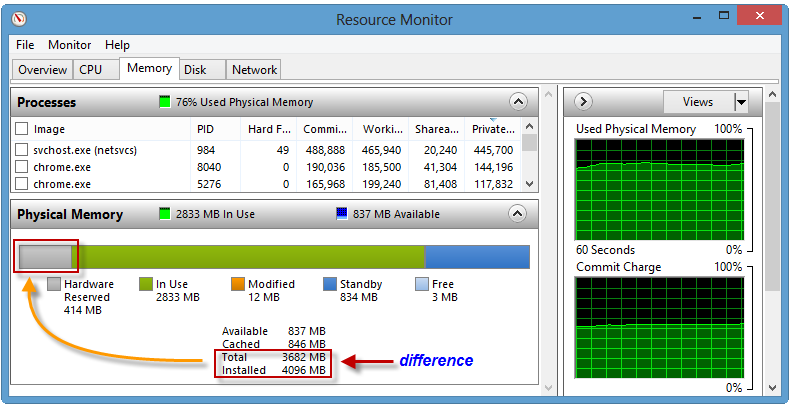 Resource Monitor
File Monitor Help
Overview CPU Memory Disk Network
Processes 76% Used Physical Memory
Image PID Hard F... Commi... Worki... Sharea... Private...
svchost.exe (netsvcs) 984 49 488,888 465,940 20,240 445,700
chrome.exe 8040 0 190,036 185,500 41,304 144,196
chrome.exe 5276 0 165,968 199,240 81,408 117,832
Physical Memory 2833 MB In Use 837 MB Available
Hardware Reserved 414 MB
In Use 2833 MB
Modified 12 MB
Standby 834 MB
Free 3 MB
Available 837 MB
Cached 846 MB
Total 3682 MB
Installed 4096 MB
difference
Views
Used Physical Memory 100%
60 Seconds 0%
Commit Charge 100%
0%